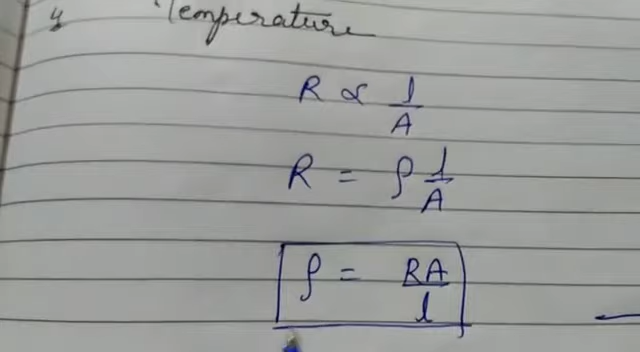 y Temperature
R ∝ l/A
R = ρ l/A
ρ = RA/l